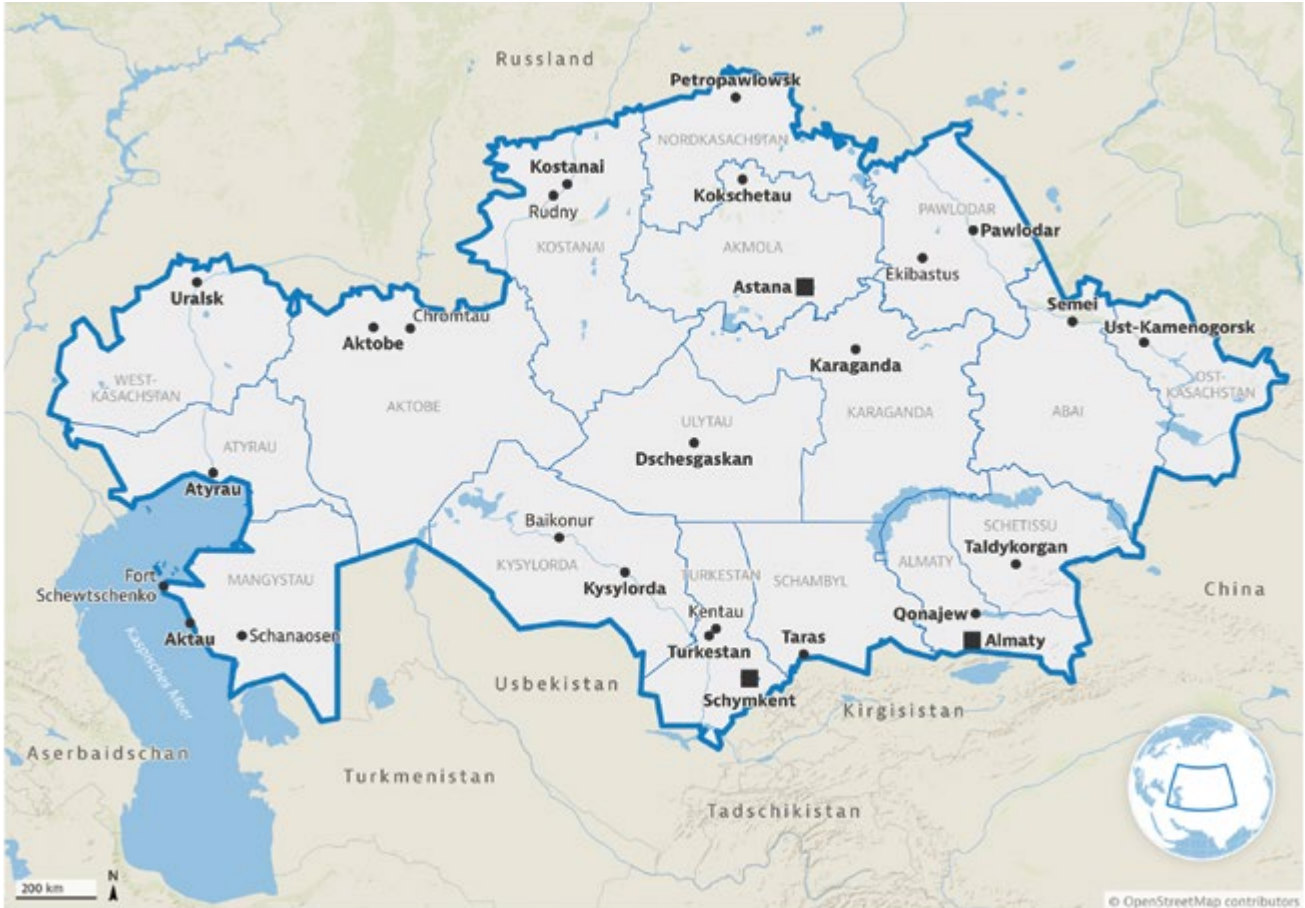 Russland
Petropawlowsk
NORDKASACHSTAN
Kostanai
Rudny
Kokschetau
PAWLODAR
Pawlodar
KOSTANAI
AKMOLA
Ekibastus
Astana
Uralsk
Semei
Chromtau
Aktobe
Ust-Kamenogorsk
Karaganda
WEST-
KASACHSTAN
OST-
KASACHSTAN
AKTOBE
KARAGANDA
ABAI
ULYTAU
ATYRAU
Dschesgaskan
Atyrau
Baikonur
SCHETISSU
Taldykorgan
KYSYLORDA
ALMATY
TURKESTAN
SCHAMBYL
MANGYSTAU
Fort
Schewtschenko
Kysylorda
China
Kentau
Qonajew
Aktau
Schanaosen
Turkestan
Taras
Almaty
Kaspisches Meer
Usbekistan
Schymkent
Kirgisistan
Aserbaidschan
Turkmenistan
Tadschikistan
200 km
N
© OpenStreetMap contributors